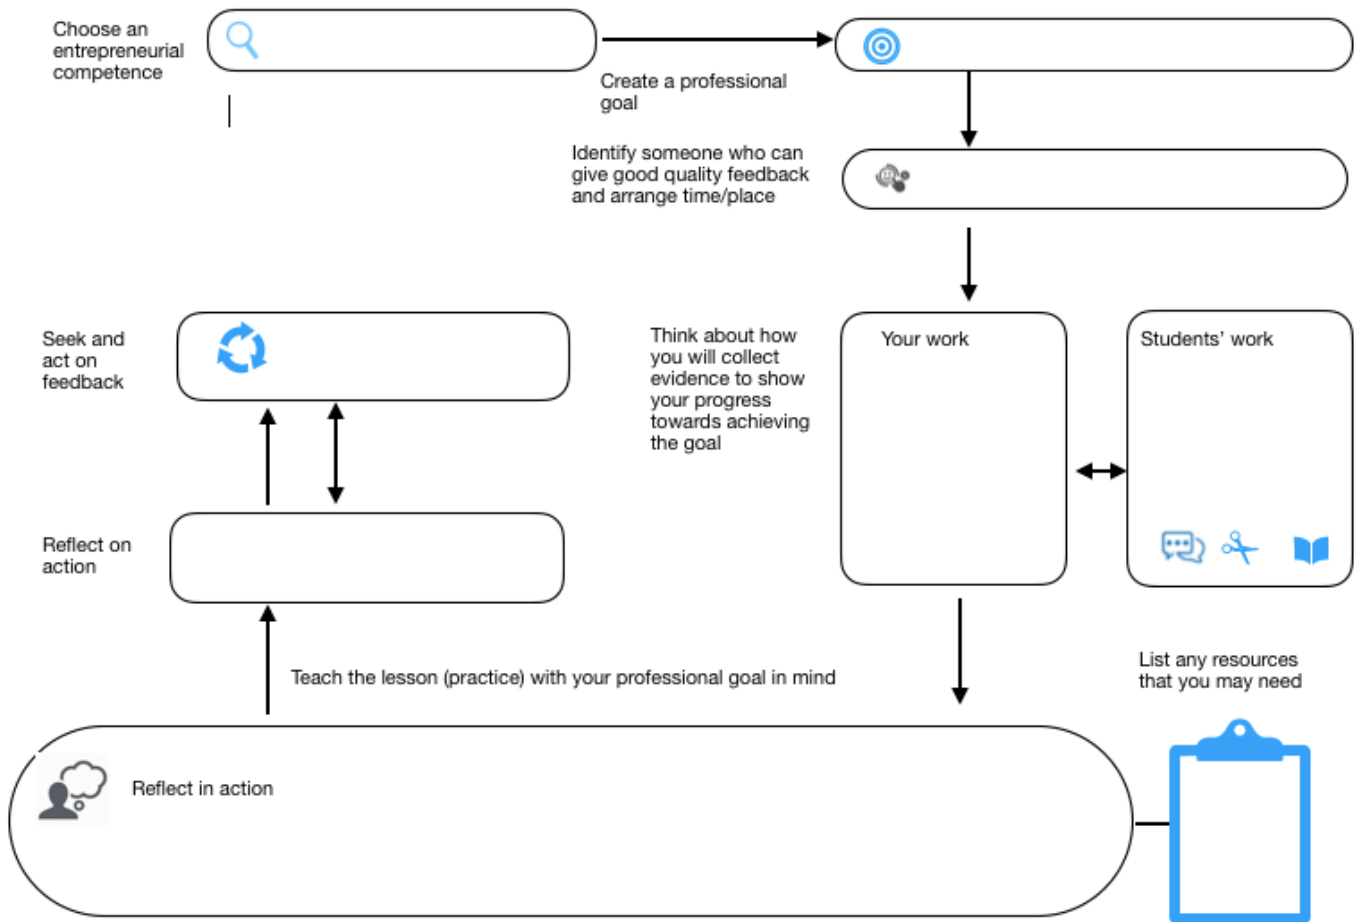 Choose an
entrepreneurial
competence
Create a professional
goal
Identify someone who can
give good quality feedback
and arrange time/place
Seek and
act on
feedback
Think about how
you will collect
evidence to show
your progress
towards achieving
the goal
Your work
Students’ work
Reflect on
action
Teach the lesson (practice) with your professional goal in mind
List any resources
that you may need
Reflect in action